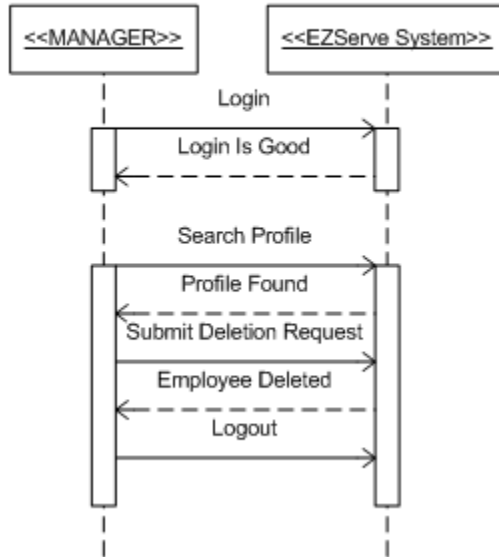 <<MANAGER>>
<<EZServe System>>
Login
Login Is Good
Search Profile
Profile Found
Submit Deletion Request
Employee Deleted
Logout